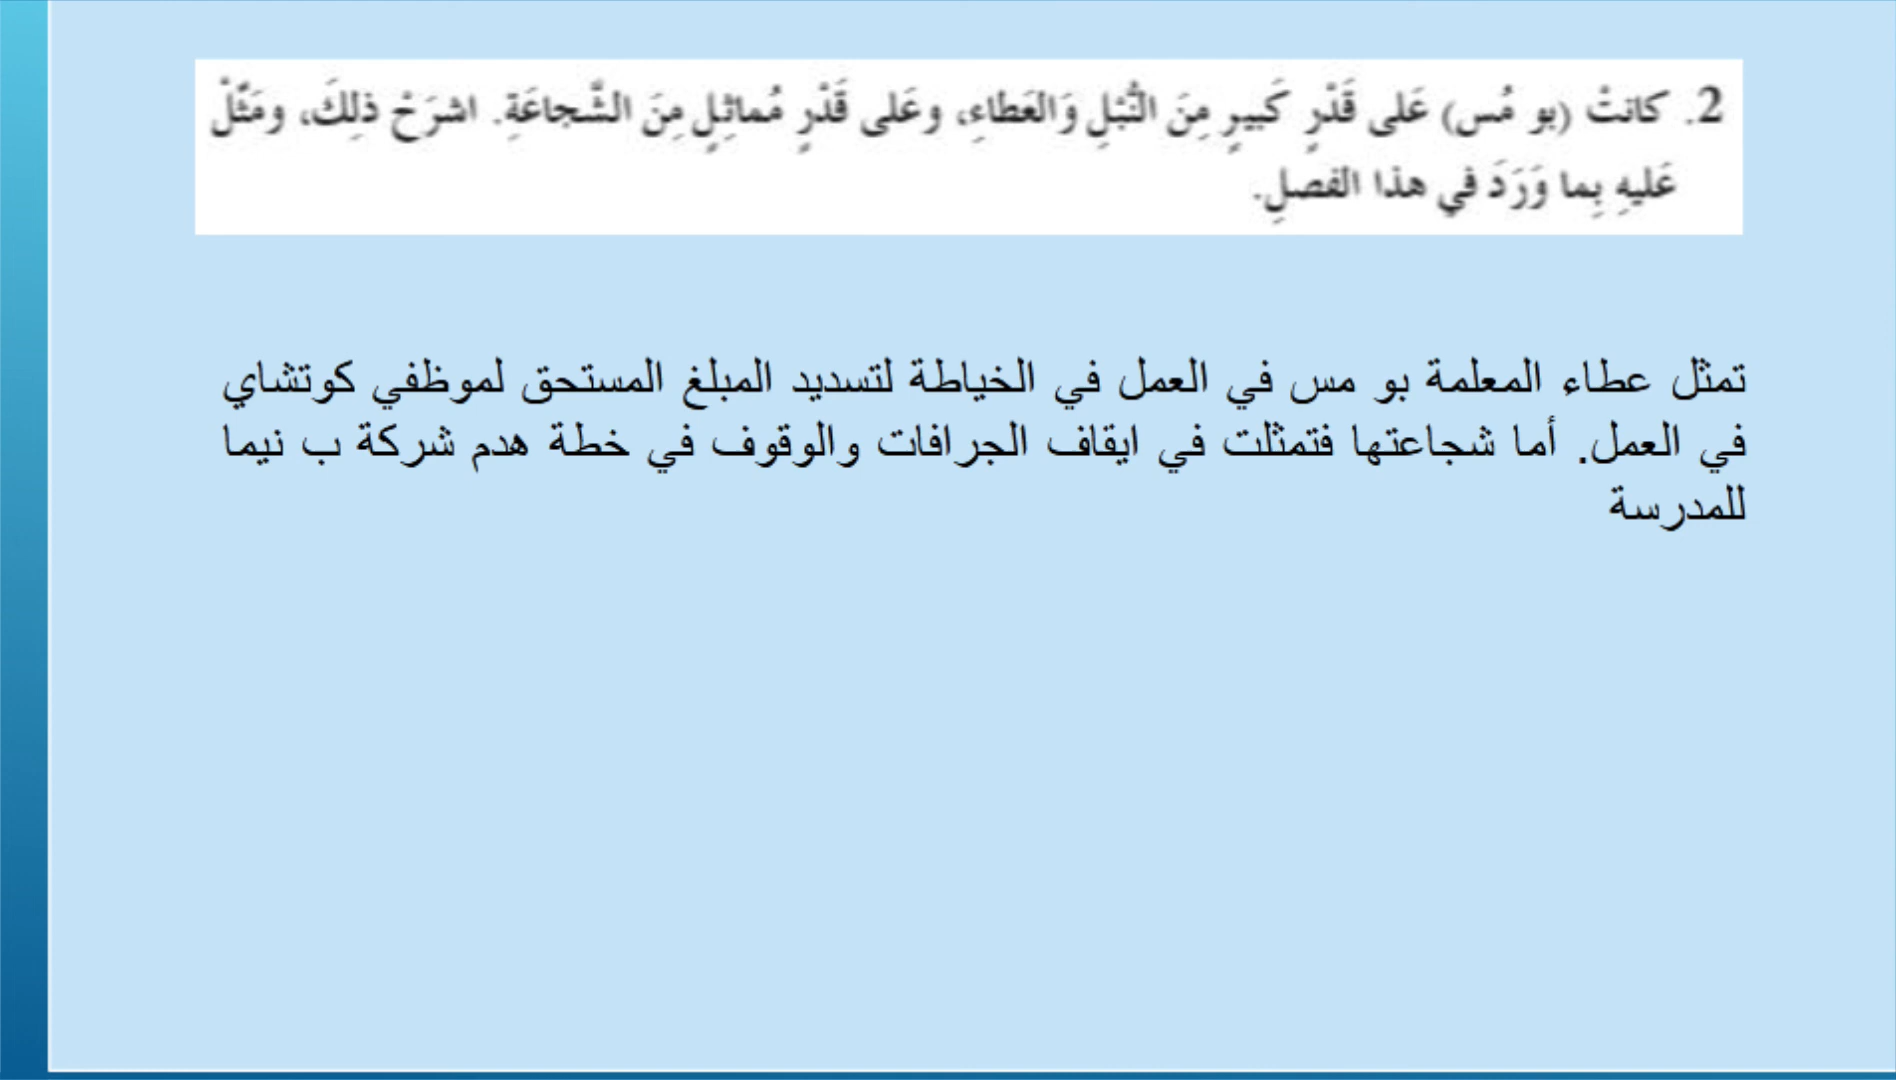 2. كانتْ (بو مُس) عَلى قَدْرٍ كَبيرٍ مِنَ النُّبْلِ وَالعَطاءِ، وعَلى قَدْرٍ مُماثِلٍ مِنَ الشَّجاعَةِ. اشرَحْ ذلِكَ، ومَثِّلْ
عَليهِ بِما وَرَدَ في هذا الفصلِ.
تمثل عطاء المعلمة بو مس في العمل في الخياطة لتسديد المبلغ المستحق لموظفي كوتشاي
في العمل. أما شجاعتها فتمثلت في ايقاف الجرافات والوقوف في خطة هدم شركة ب نيما
للمدرسة